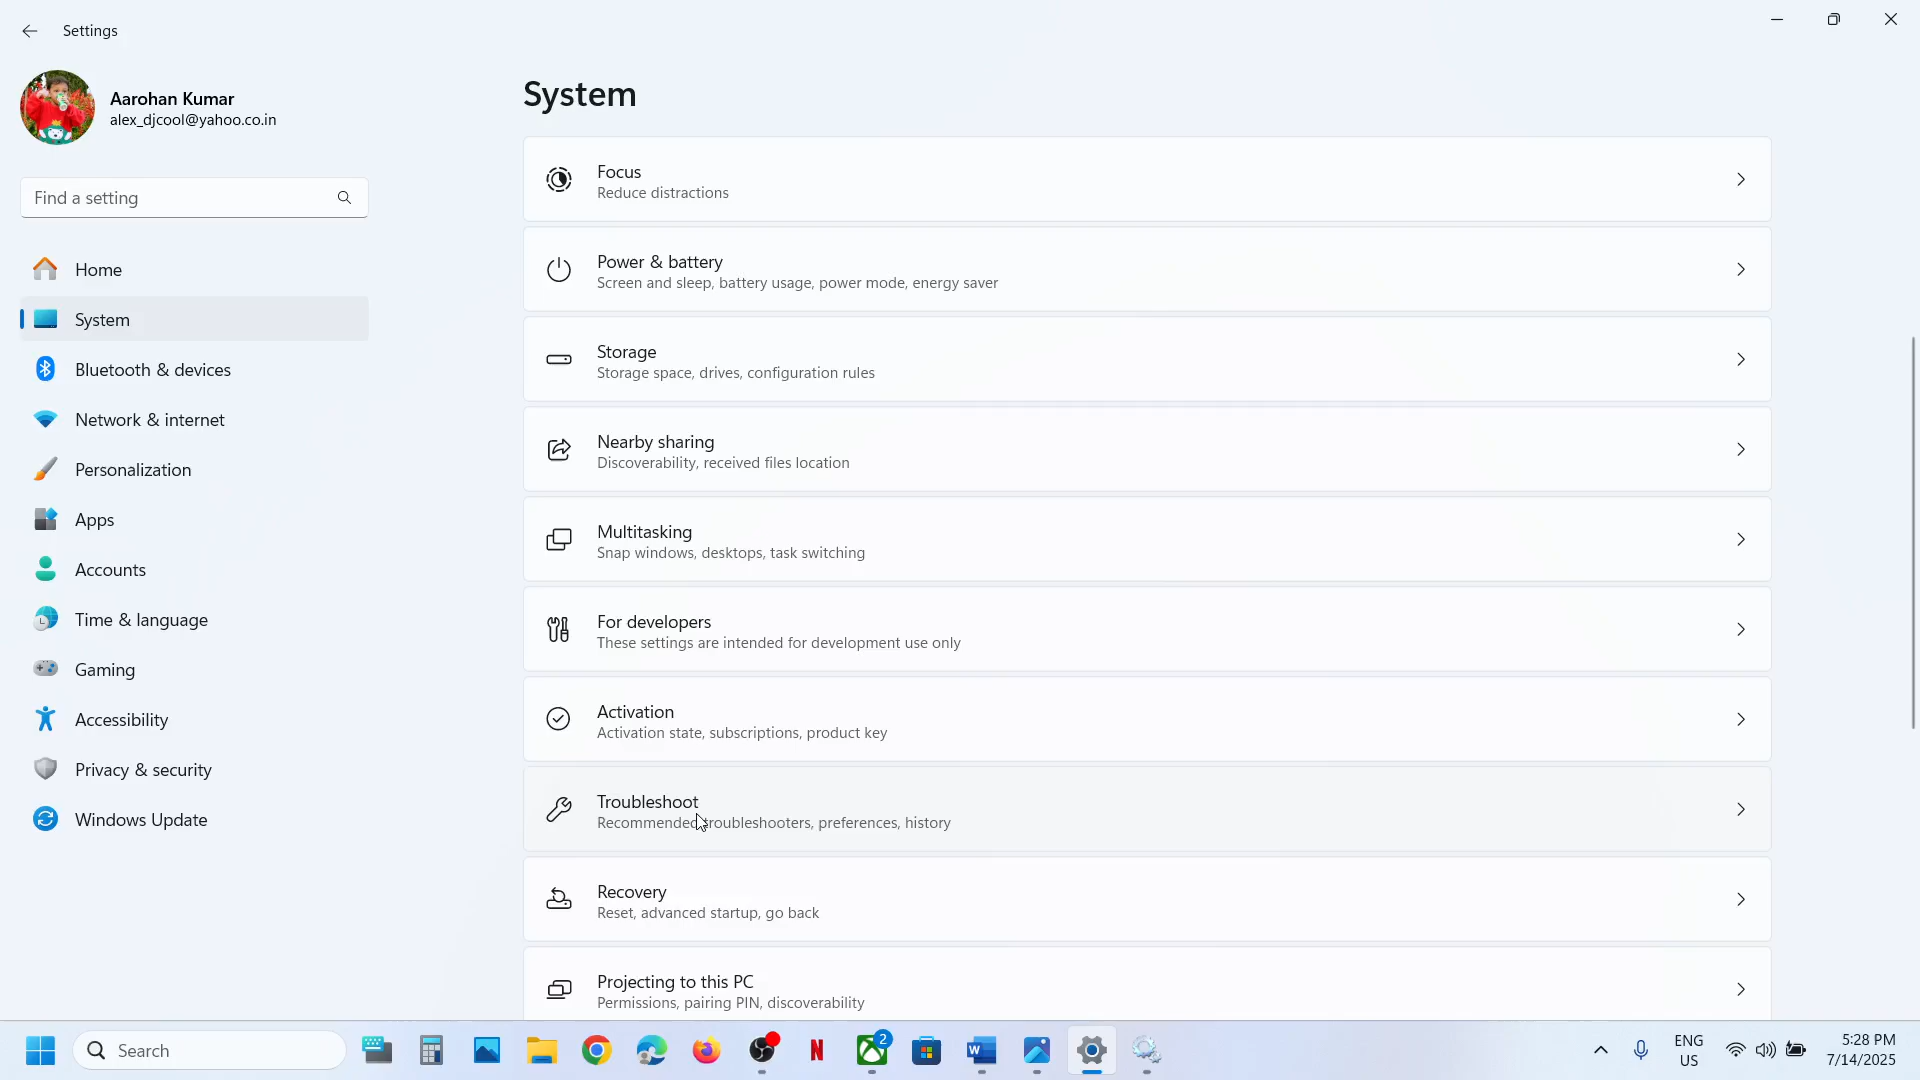 Settings
Aarohan Kumar
alex_djcool@yahoo.co.in
Find a setting
Home
System
Bluetooth & devices
Network & internet
Personalization
Apps
Accounts
Time & language
Gaming
Accessibility
Privacy & security
Windows Update
System
Focus
Reduce distractions
Power & battery
Screen and sleep, battery usage, power mode, energy saver
Storage
Storage space, drives, configuration rules
Nearby sharing
Discoverability, received files location
Multitasking
Snap windows, desktops, task switching
For developers
These settings are intended for development use only
Activation
Activation state, subscriptions, product key
Troubleshoot
Recommended troubleshooters, preferences, history
Recovery
Reset, advanced startup, go back
Projecting to this PC
Permissions, pairing PIN, discoverability
Search
2
ENG
US
5:28 PM
7/14/2025